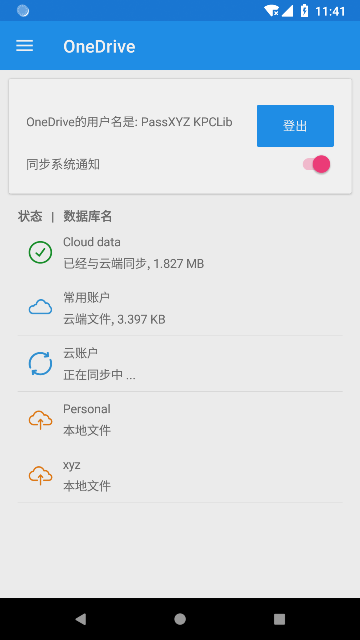 11:41
OneDrive
OneDrive的用户名是: PassXYZ KPCLib
登出
同步系统通知
状态 | 数据库名
Cloud data
已经与云端同步, 1.827 MB
常用账户
云端文件, 3.397 KB
云账户
正在同步中 ...
Personal
本地文件
xyz
本地文件